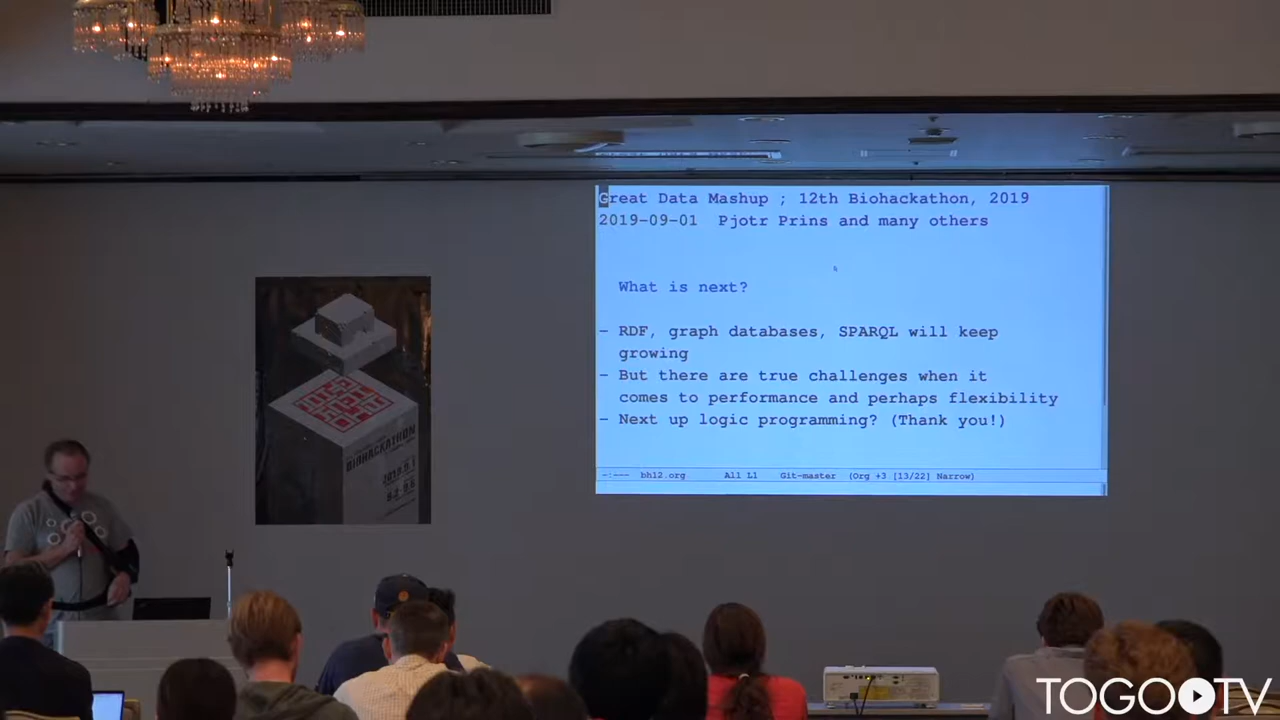 Great Data Mashup ; 12th Biohackathon, 2019
2019-09-01 Pjotr Prins and many others
What is next?
- RDF, graph databases, SPARQL will keep
growing
- But there are true challenges when it
comes to performance and perhaps flexibility
- Next up logic programming? (Thank you!)
-:--- bh12.org All L1 Git-master (Org +3 [13/22] Narrow)
BIOHACKATHON
TOGO TV